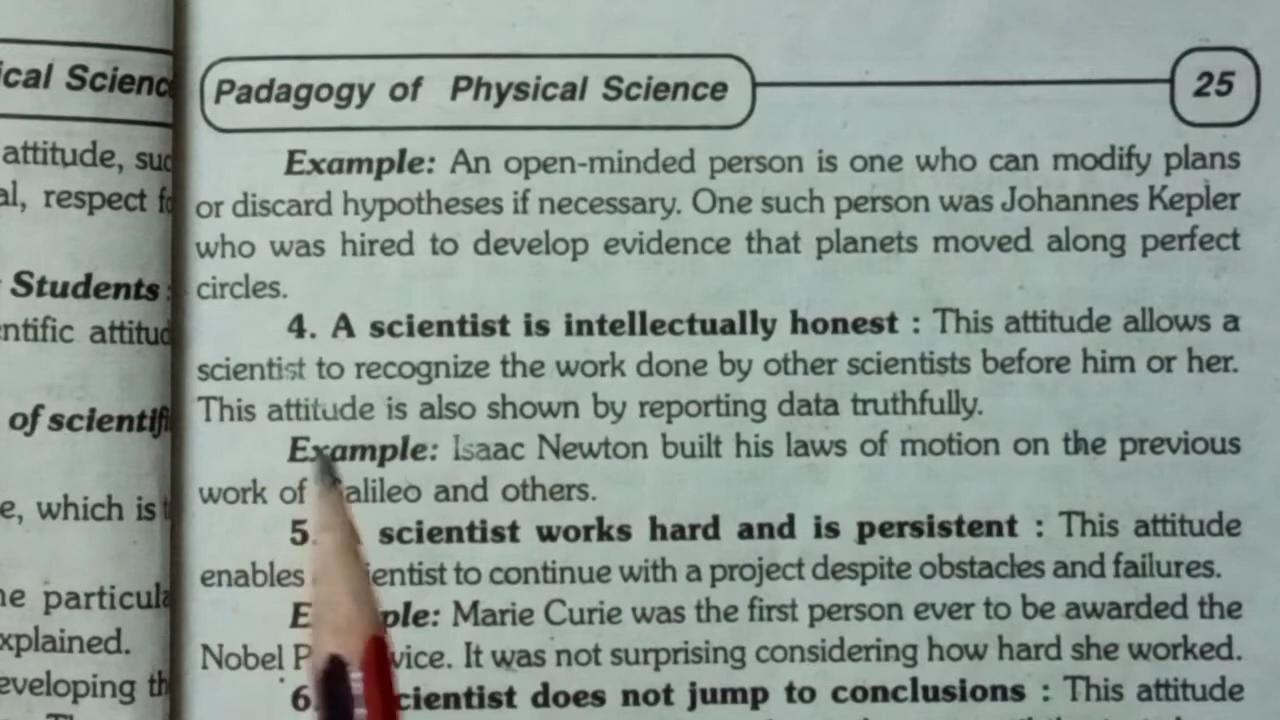 ical Scienc
attitude, suc
al, respect fo
Students :
ntific attitud
of scientifi
e, which is t
he particula
xplained.
eveloping th
Padagogy of Physical Science
25
Example: An open-minded person is one who can modify plans
or discard hypotheses if necessary. One such person was Johannes Kepler
who was hired to develop evidence that planets moved along perfect
circles.
4. A scientist is intellectually honest : This attitude allows a
scientist to recognize the work done by other scientists before him or her.
This attitude is also shown by reporting data truthfully.
Example: Isaac Newton built his laws of motion on the previous
work of alileo and others.
5. scientist works hard and is persistent : This attitude
enables ientist to continue with a project despite obstacles and failures.
E ple: Marie Curie was the first person ever to be awarded the
Nobel P vice. It was not surprising considering how hard she worked.
6. cientist does not jump to conclusions : This attitude